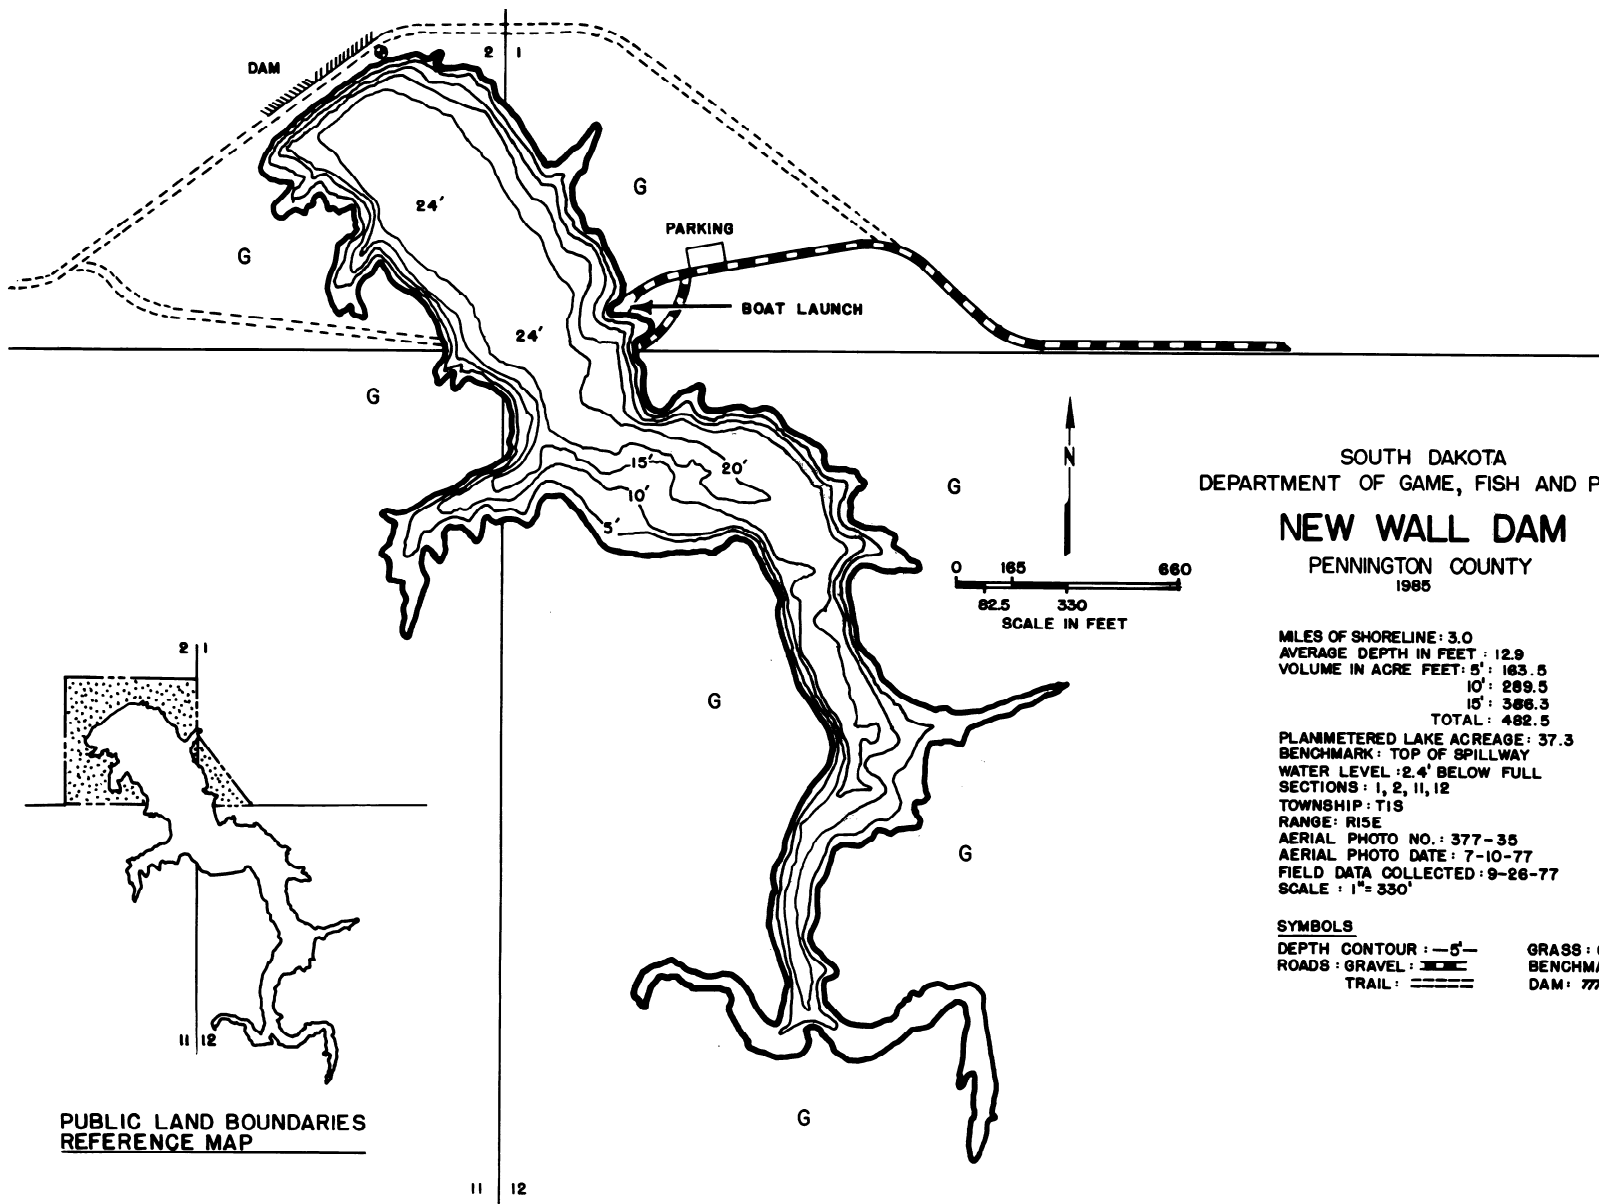 DAM
2 1
24'
G
PARKING
G
BOAT LAUNCH
24'
G
N
SOUTH DAKOTA
DEPARTMENT OF GAME, FISH AND P
15'
20'
G
10'
5'
NEW WALL DAM
PENNINGTON COUNTY
1985
0 165 660
82.5 330
SCALE IN FEET
MILES OF SHORELINE: 3.0
AVERAGE DEPTH IN FEET : 12.9
VOLUME IN ACRE FEET: 5': 163.5
10': 289.5
15': 386.3
TOTAL: 482.5
PLANIMETERED LAKE ACREAGE: 37.3
BENCHMARK: TOP OF SPILLWAY
WATER LEVEL :2.4' BELOW FULL
SECTIONS: 1, 2, 11, 12
TOWNSHIP: T1S
RANGE: R15E
AERIAL PHOTO NO.: 377-35
AERIAL PHOTO DATE: 7-10-77
FIELD DATA COLLECTED: 9-26-77
SCALE : 1"= 330'
2 1
G
G
SYMBOLS
DEPTH CONTOUR : —5'— GRASS :
ROADS : GRAVEL : BENCHMA
TRAIL : DAM:
11 12
PUBLIC LAND BOUNDARIES
REFERENCE MAP
G
11 12